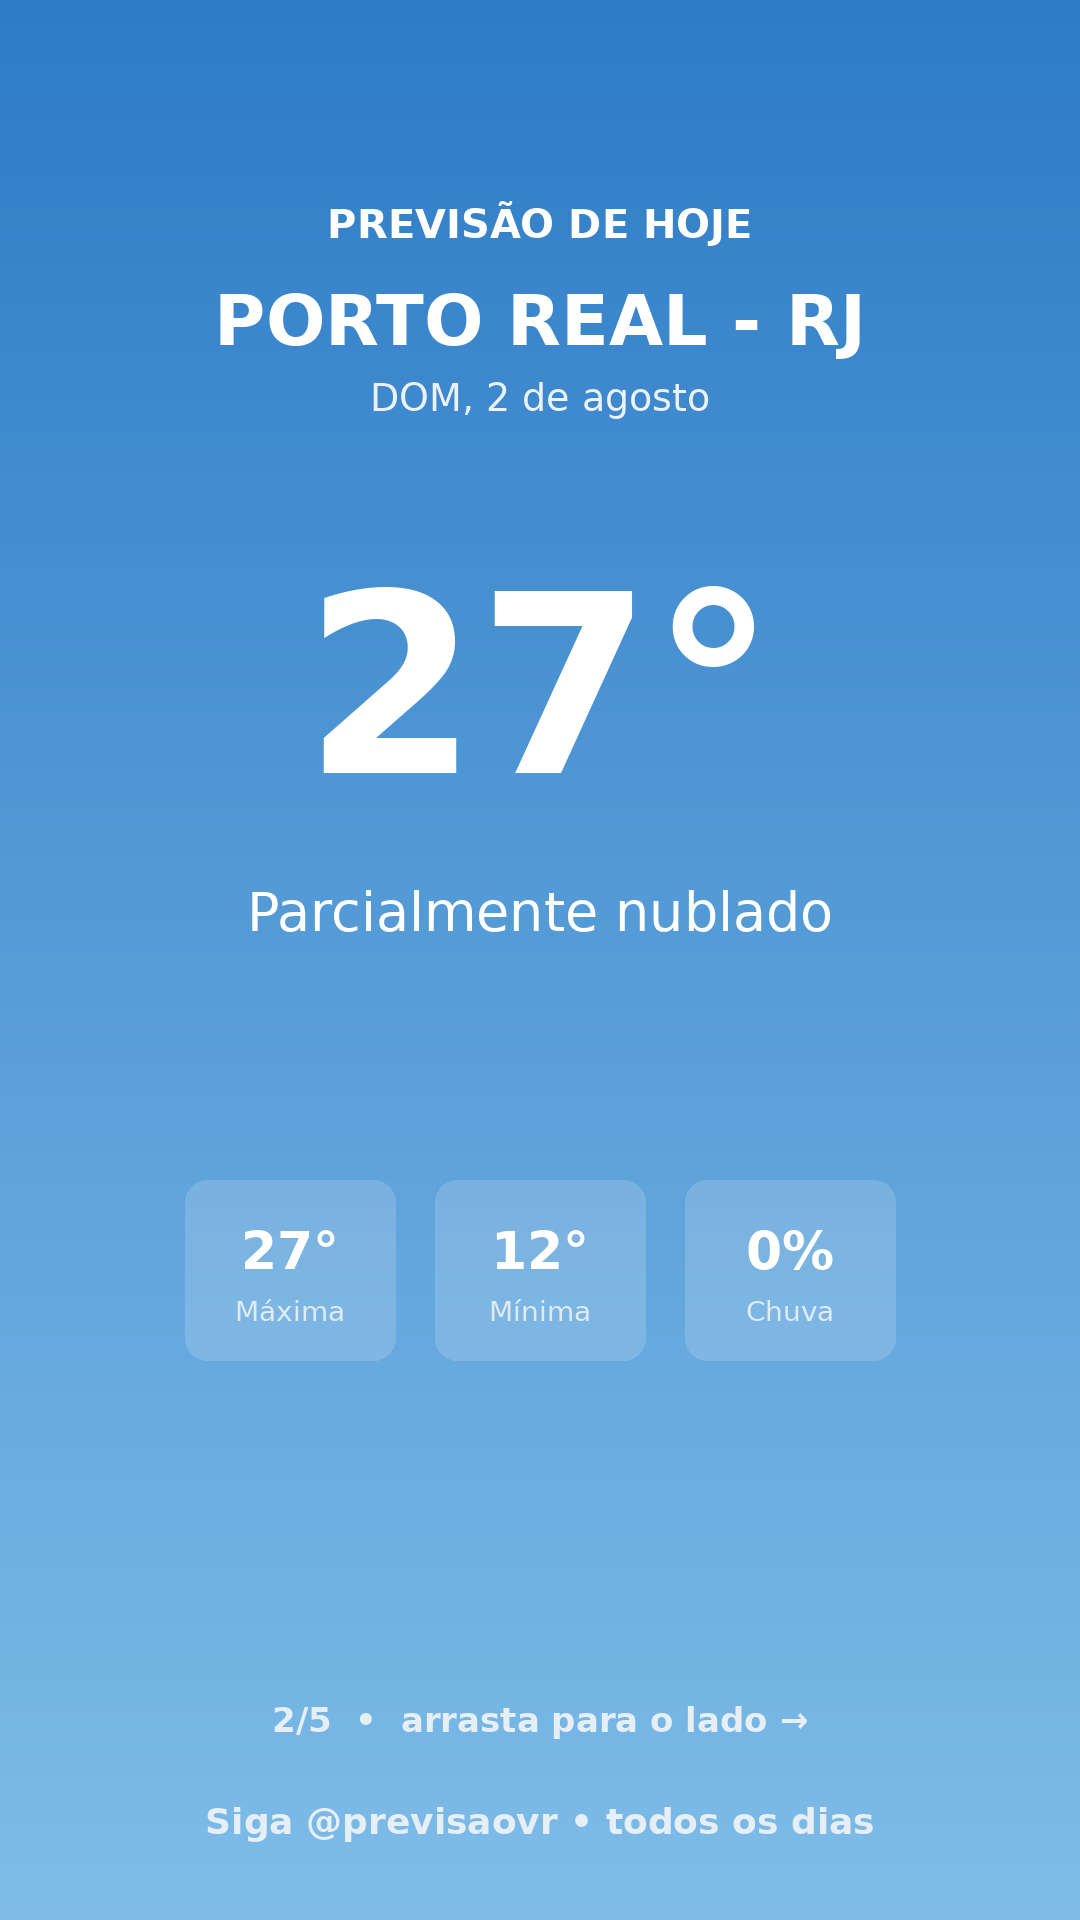 PREVISÃO DE HOJE
PORTO REAL - RJ
DOM, 2 de agosto
27°
Parcialmente nublado
27°
Máxima
12°
Mínima
0%
Chuva
2/5 • arrasta para o lado →
Siga @previsaovr • todos os dias